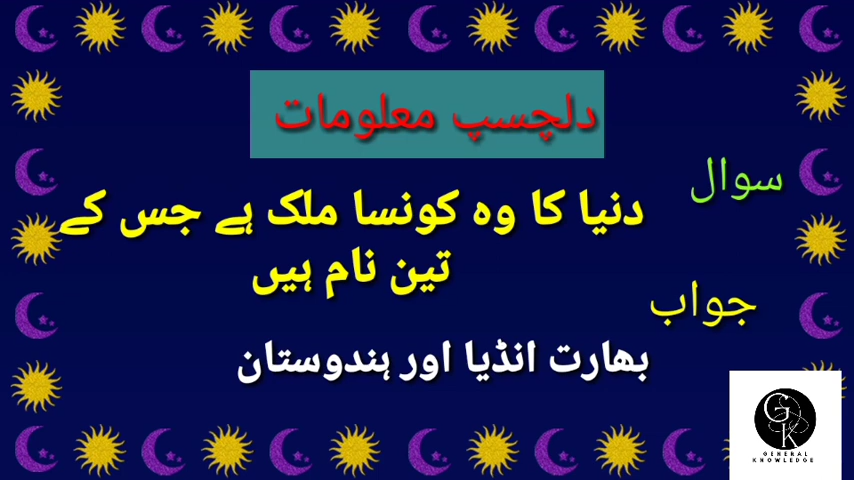 دلچسپ معلومات
سوال
دنیا کا وہ کونسا ملک ہے جس کے
تین نام ہیں
جواب
بھارت انڈیا اور ہندوستان
GK
GENERAL
KNOWLEDGE